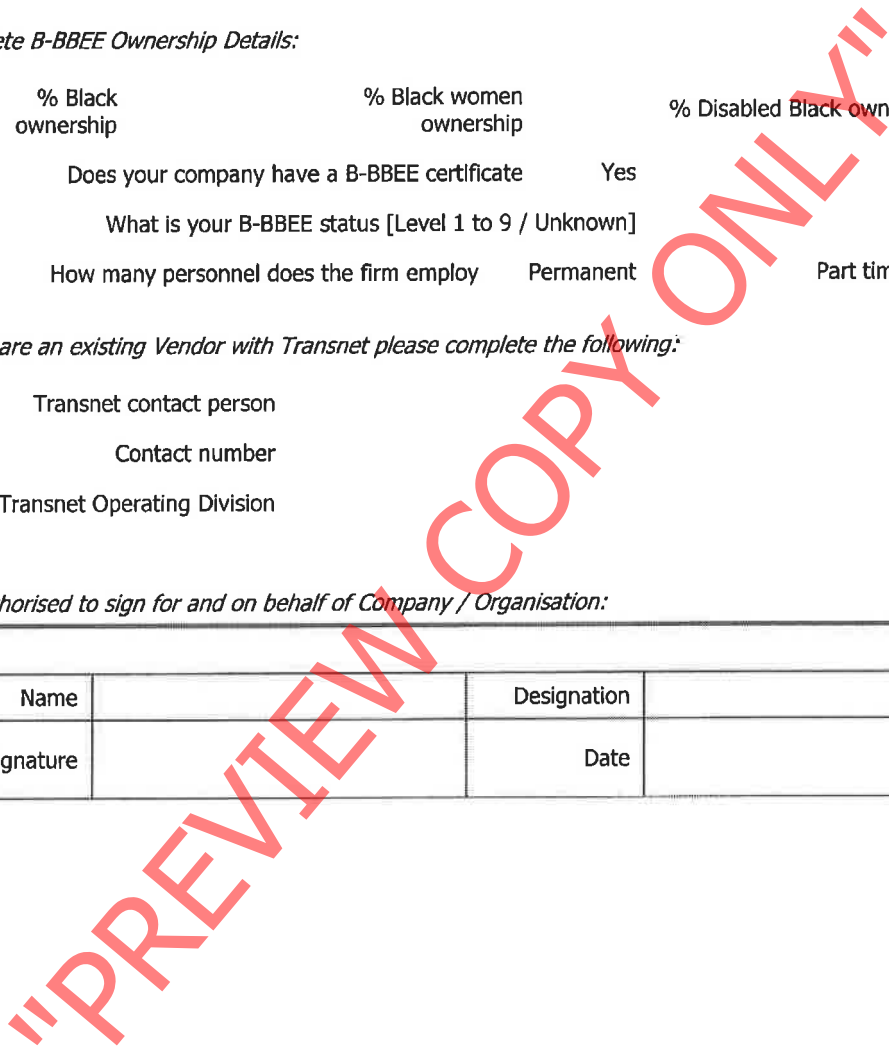 ete B-BBEE Ownership Details:
% Black ownership % Black women ownership % Disabled Black own
Does your company have a B-BBEE certificate Yes
What is your B-BBEE status [Level 1 to 9 / Unknown]
How many personnel does the firm employ Permanent Part tim
are an existing Vendor with Transnet please complete the following:
Transnet contact person
Contact number
Transnet Operating Division
horised to sign for and on behalf of Company / Organisation:
Name Designation
gnature Date
"PREVIEW COPY ONLY"